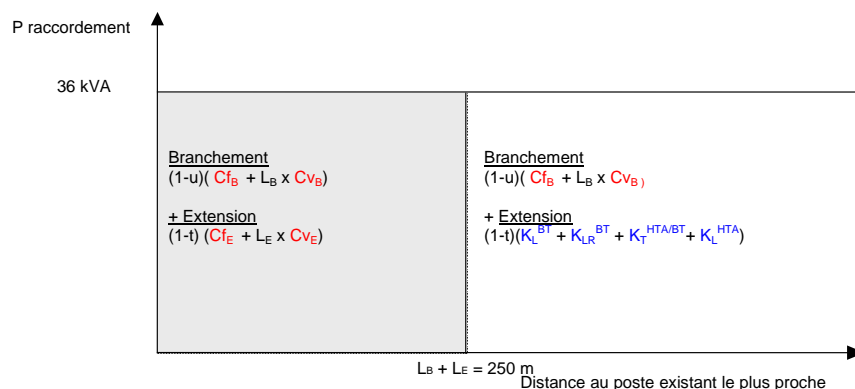 P raccordement
36 kVA
Branchement
(1-u)( Cf_B + L_B x Cv_B)
+ Extension
(1-t) (Cf_E + L_E x Cv_E)
Branchement
(1-u)( Cf_B + L_B x Cv_B )
+ Extension
(1-t)(K_L^BT + K_LR^BT + K_T^HTA/BT + K_L^HTA)
L_B + L_E = 250 m
Distance au poste existant le plus proche